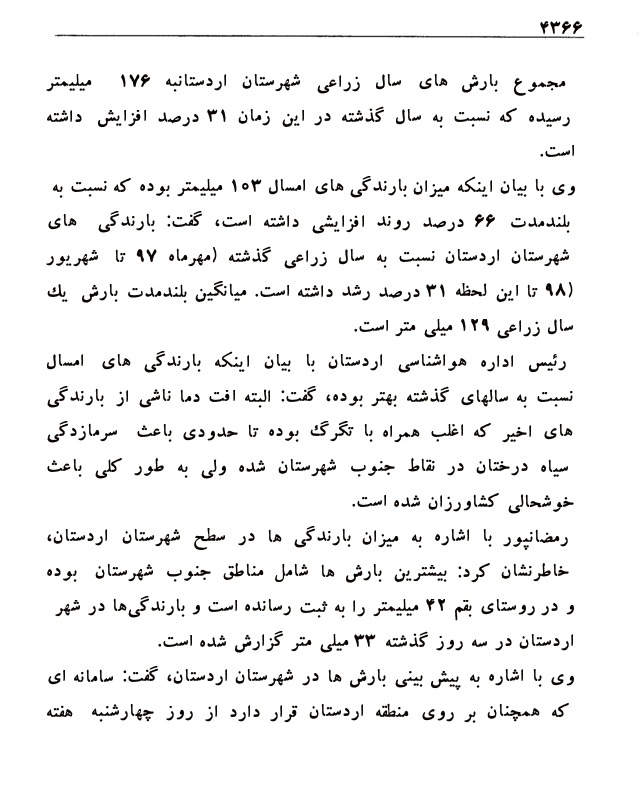 ۴۳۶۶
مجموع بارش های سال زراعی شهرستان اردستانبه ۱۷۶ میلیمتر
رسیده که نسبت به سال گذشته در این زمان ۳۱ درصد افزایش داشته
است.
وی با بیان اینکه میزان بارندگی های امسال ۱۰۳ میلیمتر بوده که نسبت به
بلندمدت ۶۶ درصد روند افزایشی داشته است، گفت: بارندگی های
شهرستان اردستان نسبت به سال زراعی گذشته (مهرماه ۹۷ تا شهریور
۹۸) تا این لحظه ۳۱ درصد رشد داشته است. میانگین بلندمدت بارش یك
سال زراعی ۱۲۹ میلی متر است.
رئیس اداره هواشناسی اردستان با بیان اینکه بارندگی های امسال
نسبت به سالهای گذشته بهتر بوده، گفت: البته افت دما ناشی از بارندگی
های اخیر که اغلب همراه با تگرگ بوده تا حدودی باعث سرمازدگی
سیاه درختان در نقاط جنوب شهرستان شده ولی به طور کلی باعث
خوشحالی کشاورزان شده است.
رمضانپور با اشاره به میزان بارندگی ها در سطح شهرستان اردستان،
خاطرنشان کرد: بیشترین بارش ها شامل مناطق جنوب شهرستان بوده
و در روستای بقم ۴۲ میلیمتر را به ثبت رسانده است و بارندگی‌ها در شهر
اردستان در سه روز گذشته ۳۳ میلی متر گزارش شده است.
وی با اشاره به پیش بینی بارش ها در شهرستان اردستان، گفت: سامانه ای
که همچنان بر روی منطقه اردستان قرار دارد از روز چهارشنبه هفته